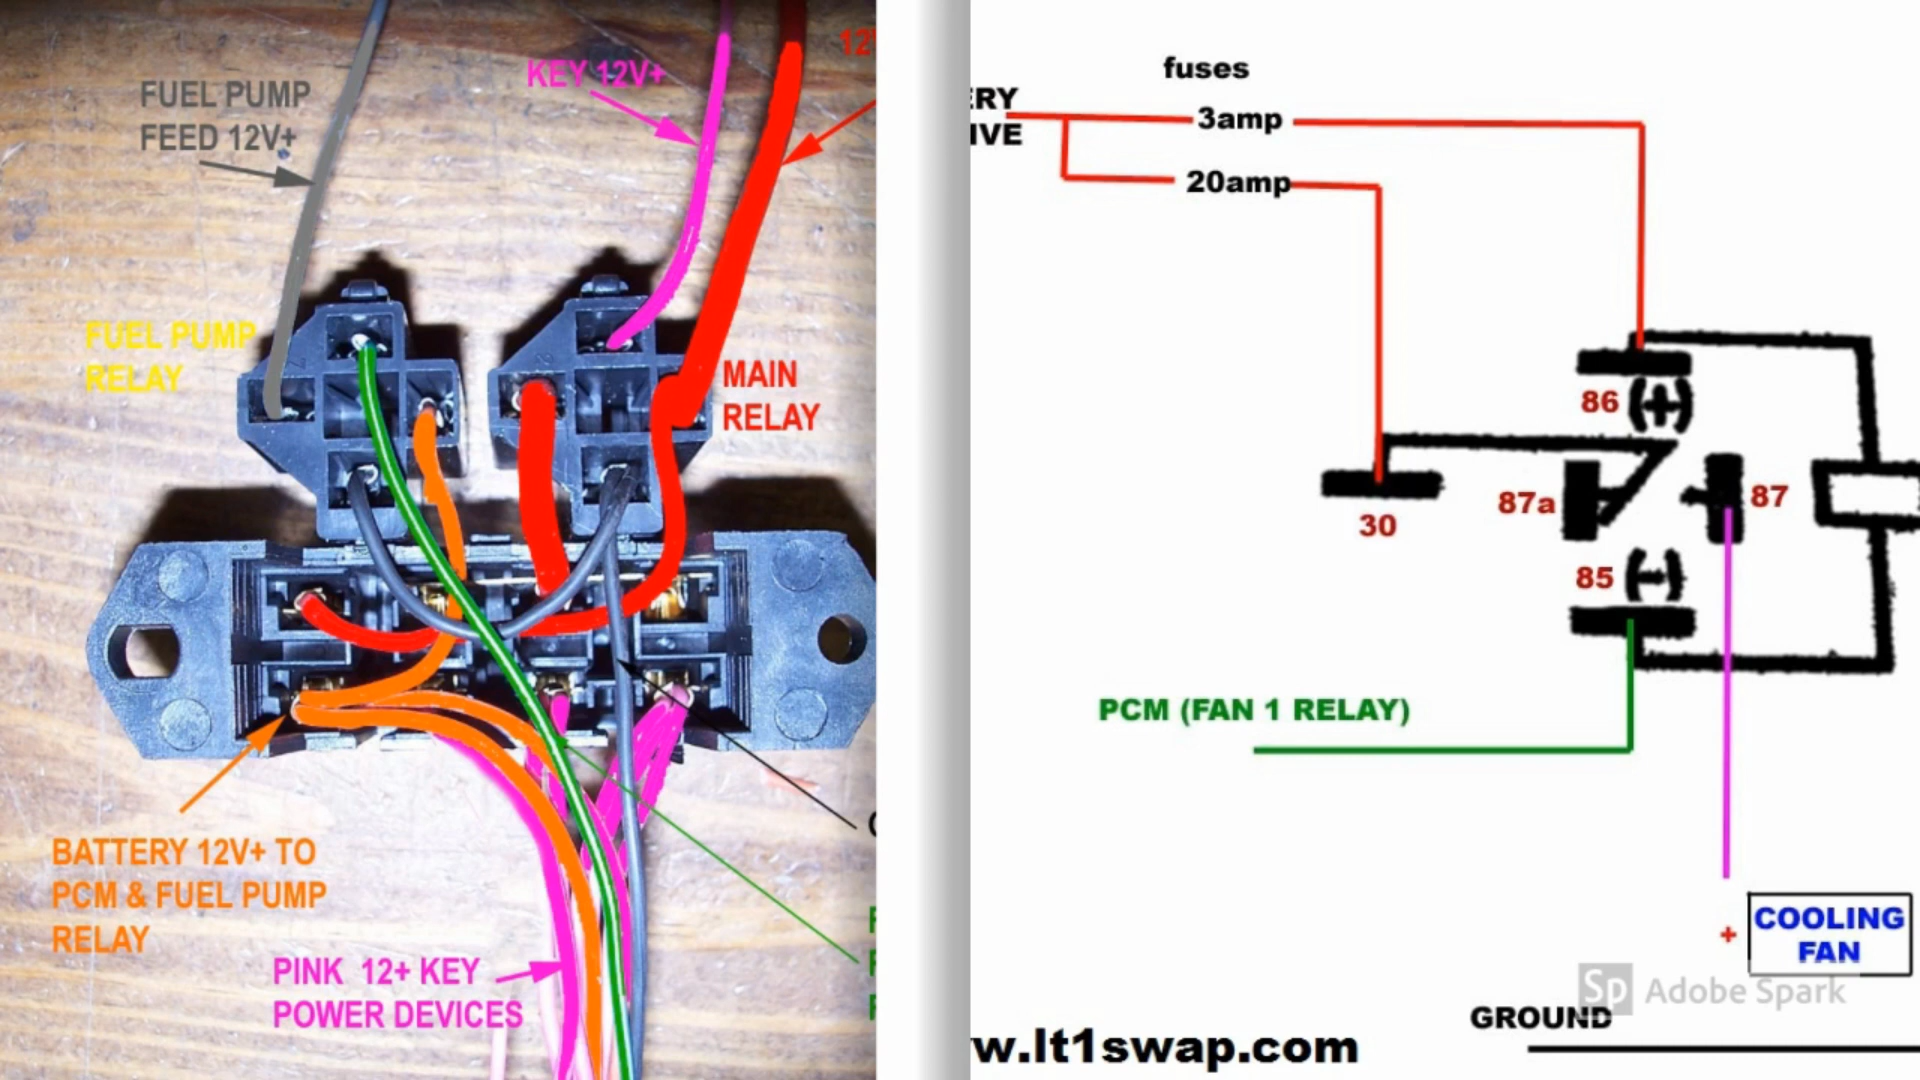 FUEL PUMP
FEED 12V+
KEY 12V+
FUEL PUMP
RELAY
MAIN
RELAY
BATTERY 12V+ TO
PCM & FUEL PUMP
RELAY
PINK 12+ KEY
POWER DEVICES
fuses
3amp
20amp
86
(+)
30
87a
87
85
(-)
PCM (FAN 1 RELAY)
+
COOLING
FAN
Sp Adobe Spark
GROUND
w.lt1swap.com